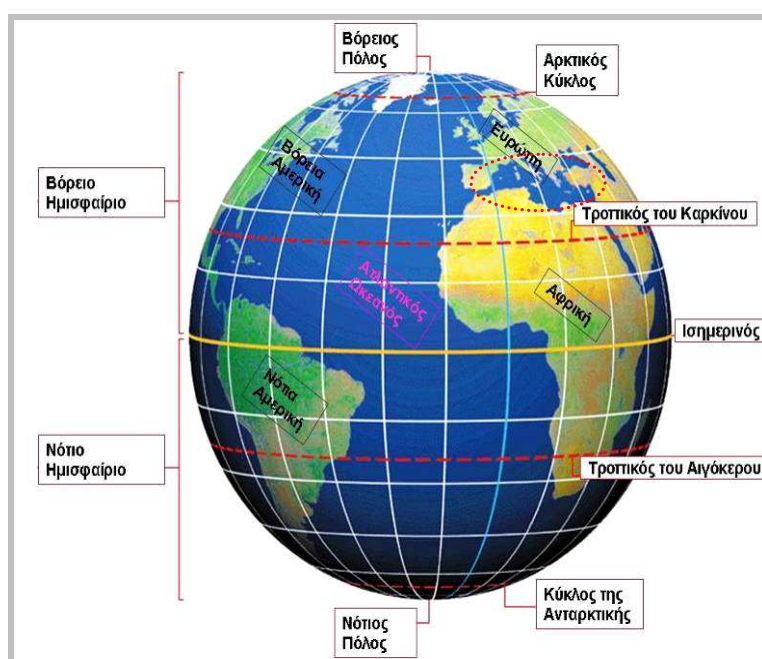 Βόρειος
Πόλος
Αρκτικός
Κύκλος
Ευρώπη
Βόρεια
Αμερική
Βόρειο
Ημισφαίριο
Τροπικός του Καρκίνου
Ατλαντικός
Ωκεανός
Αφρική
Ισημερινός
Νότια
Αμερική
Νότιο
Ημισφαίριο
Τροπικός του Αιγόκερου
Κύκλος της
Ανταρκτικής
Νότιος
Πόλος